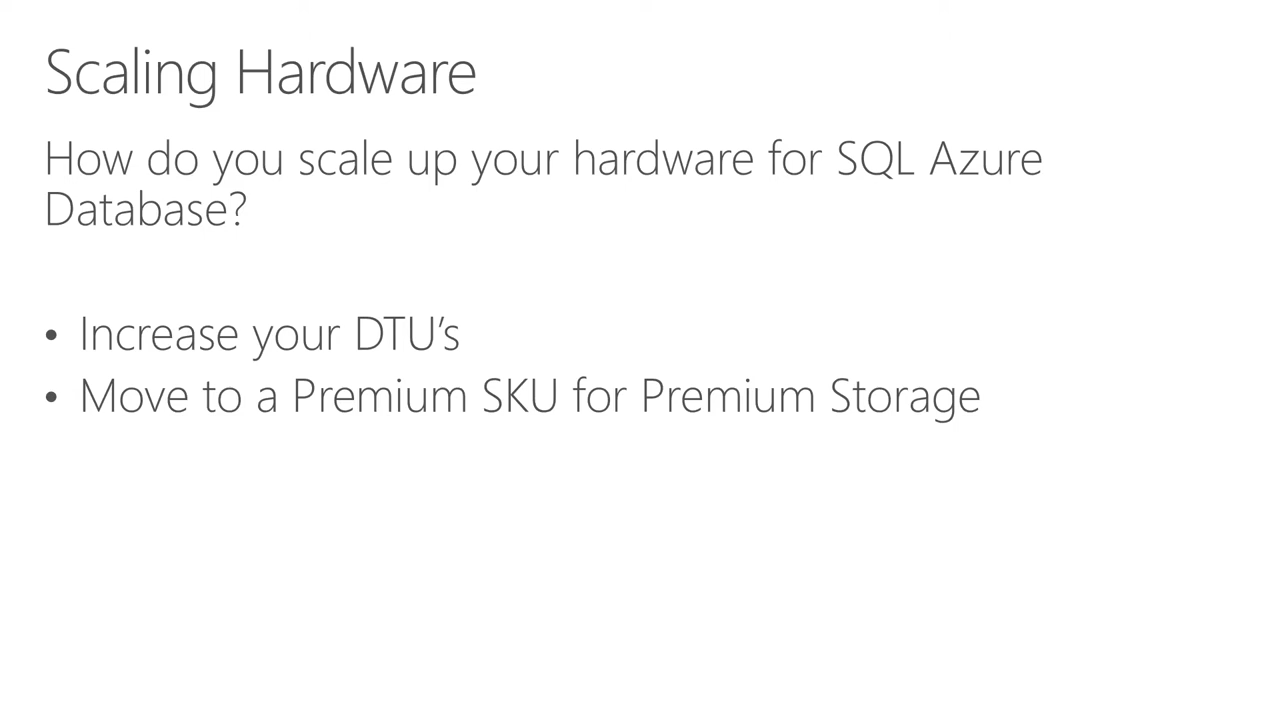 Scaling Hardware
How do you scale up your hardware for SQL Azure
Database?
• Increase your DTU’s
• Move to a Premium SKU for Premium Storage